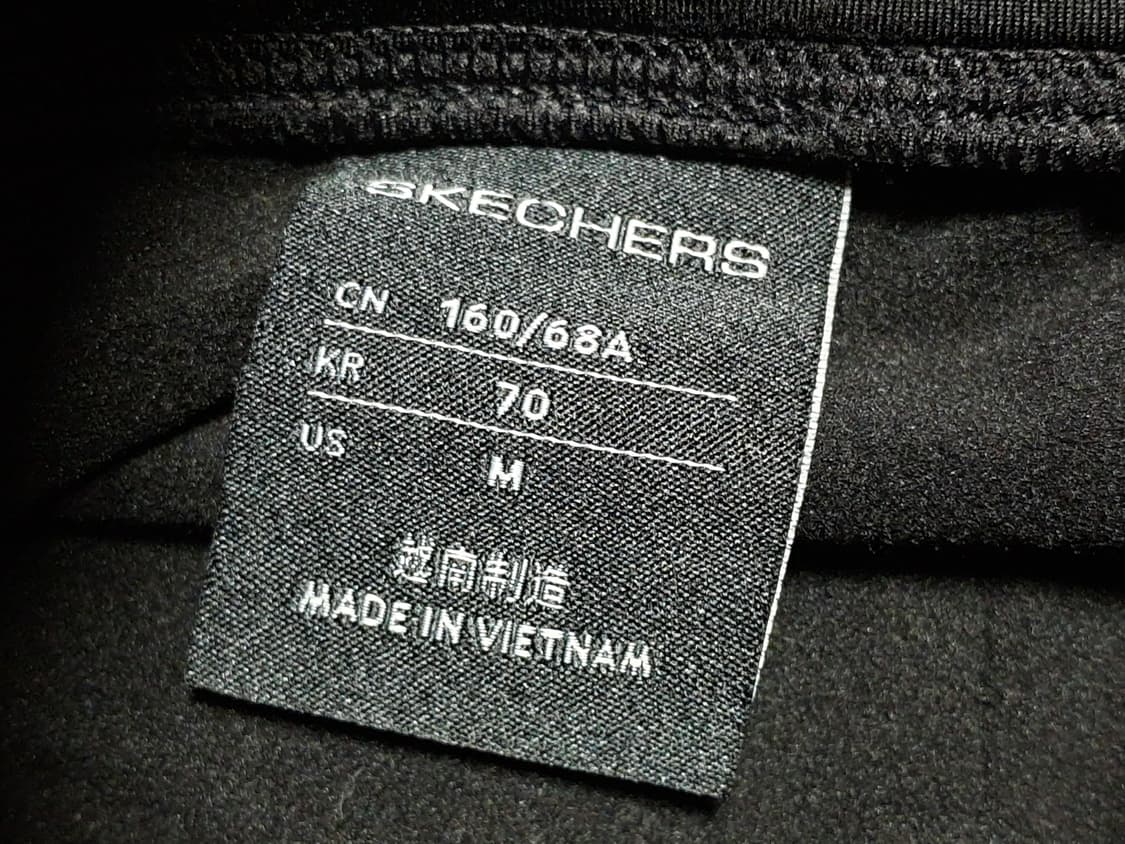 SKECHERS
CN 160/68A
KR 70
US M
越南制造
MADE IN VIETNAM